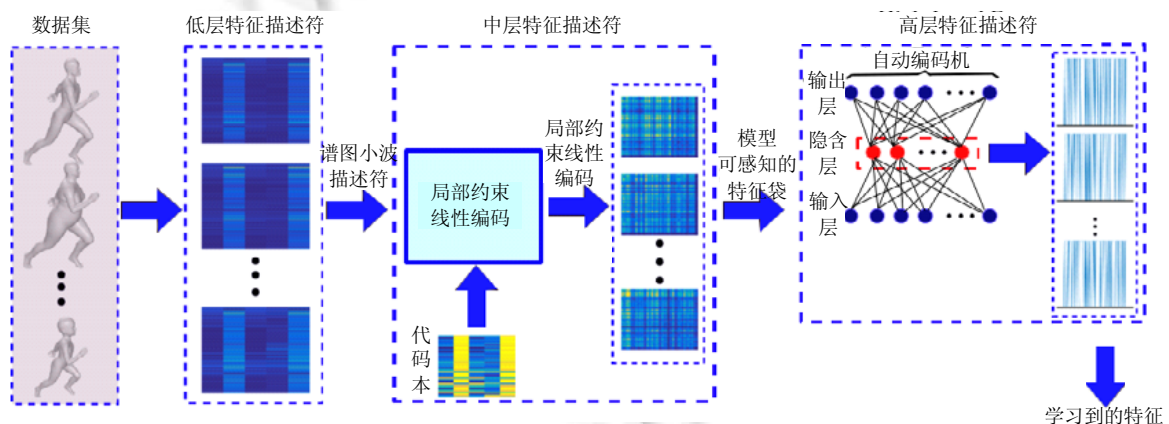 数据集
低层特征描述符
中层特征描述符
高层特征描述符
谱图小波
描述符
局部约束
线性编码
代
码
本
局部约
束线性
编码
模型
可感知的
特征袋
自动编码机
输出
层
隐含
层
输入
层
学习到的特征